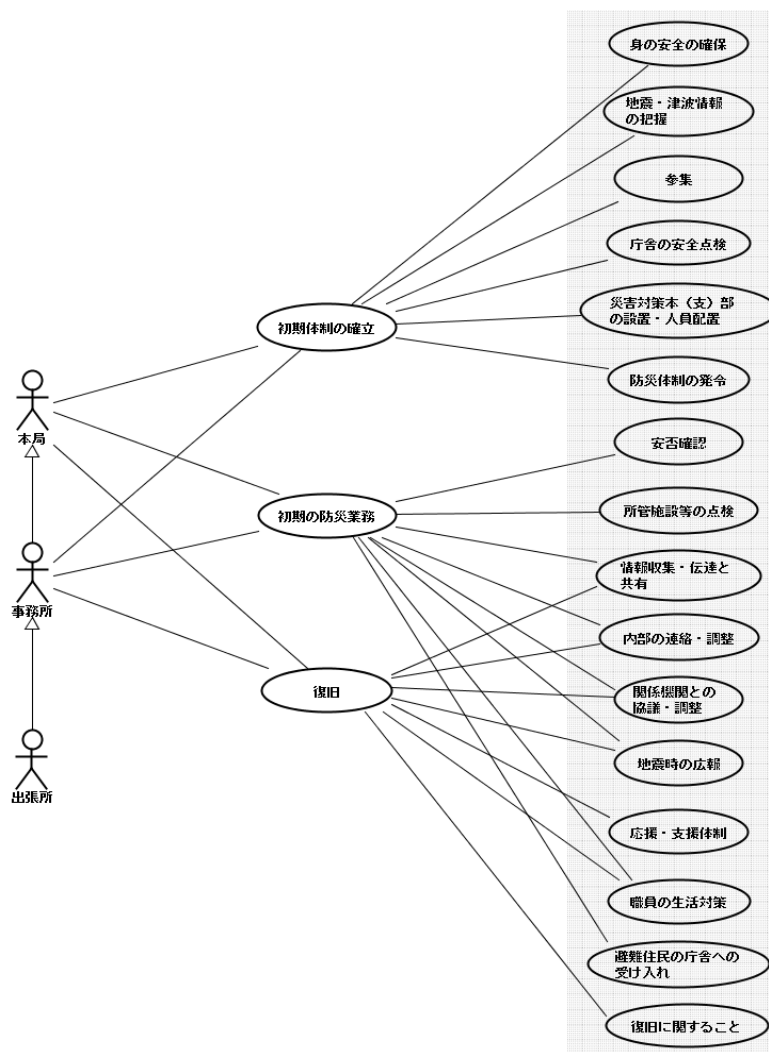 身の安全の確保
地震・津波情報
の把握
参集
庁舎の安全点検
災害対策本（支）部
の設置・人員配置
初期体制の確立
防災体制の発令
本局
安否確認
初期の防災業務
所管施設等の点検
情報収集・伝達と
共有
事務所
内部の連絡・調整
関係機関との
協議・調整
復旧
地震時の広報
出張所
応援・支援体制
職員の生活対策
避難住民の庁舎への
受け入れ
復旧に関すること